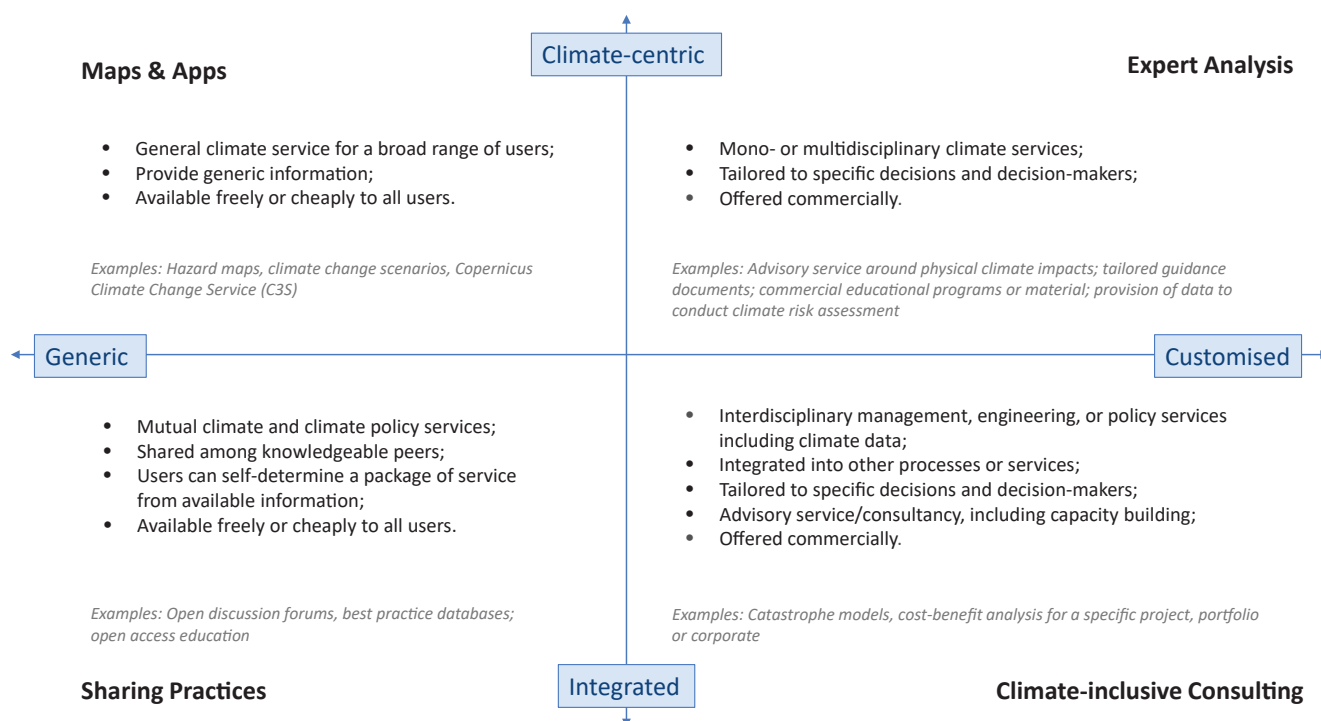 Climate-centric
Maps & Apps
Expert Analysis
• General climate service for a broad range of users;
• Provide generic information;
• Available freely or cheaply to all users.
• Mono- or multidisciplinary climate services;
• Tailored to specific decisions and decision-makers;
• Offered commercially.
Examples: Hazard maps, climate change scenarios, Copernicus
Climate Change Service (C3S)
Examples: Advisory service around physical climate impacts; tailored guidance
documents; commercial educational programs or material; provision of data to
conduct climate risk assessment
Generic
Customised
• Mutual climate and climate policy services;
• Shared among knowledgeable peers;
• Users can self-determine a package of service
from available information;
• Available freely or cheaply to all users.
• Interdisciplinary management, engineering, or policy services
including climate data;
• Integrated into other processes or services;
• Tailored to specific decisions and decision-makers;
• Advisory service/consultancy, including capacity building;
• Offered commercially.
Examples: Open discussion forums, best practice databases;
open access education
Examples: Catastrophe models, cost-benefit analysis for a specific project, portfolio
or corporate
Sharing Practices
Integrated
Climate-inclusive Consulting